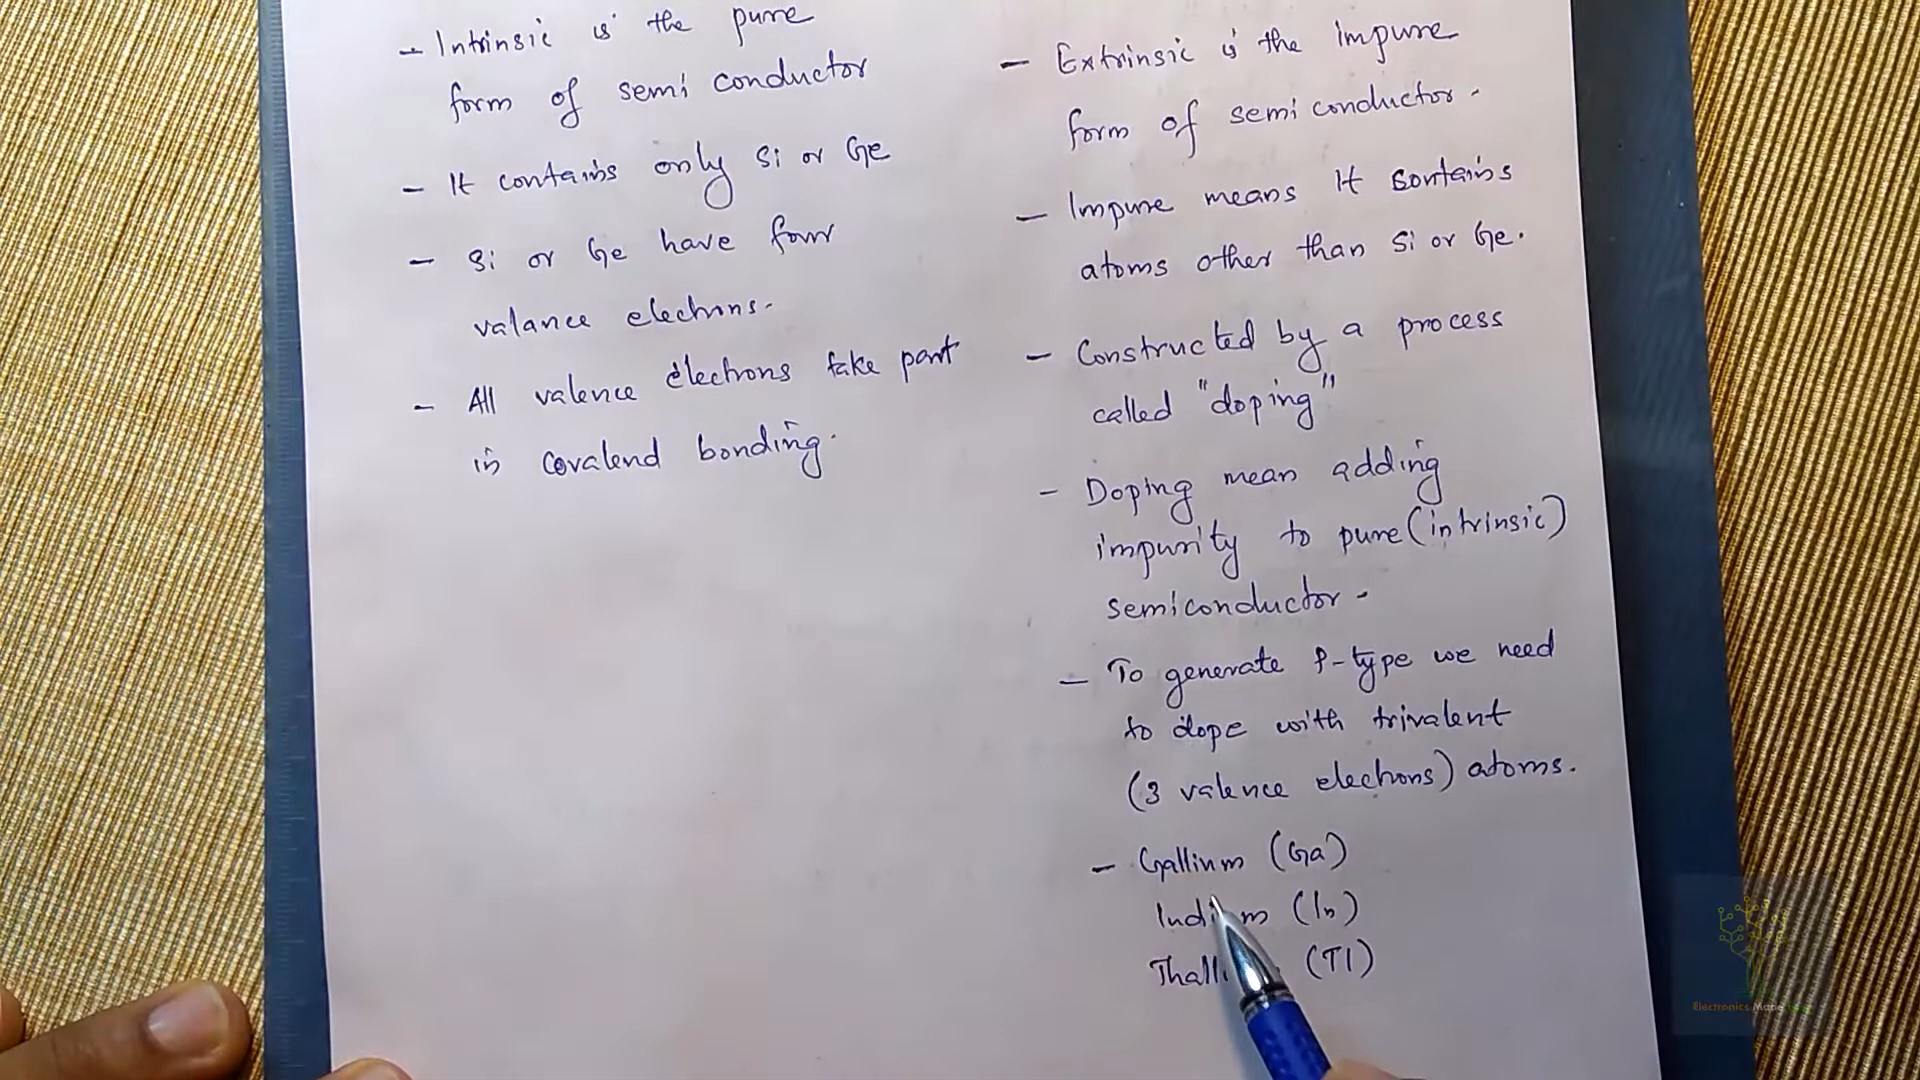 - Intrinsic is the pure
form of semi conductor
- It contains only Si or Ge
- Si or Ge have four
valance electrons.
- All valence electrons take part
in covalend bonding.
- Extrinsic is the impure
form of semiconductor.
- Impure means It contains
atoms other than Si or Ge.
- Constructed by a process
called "doping"
- Doping mean adding
impurity to pure (intrinsic)
semiconductor.
- To generate P-type we need
to dope with trivalent
(3 valence electrons) atoms.
- Gallium (Ga)
(In)
(Tl)
Electronics Made